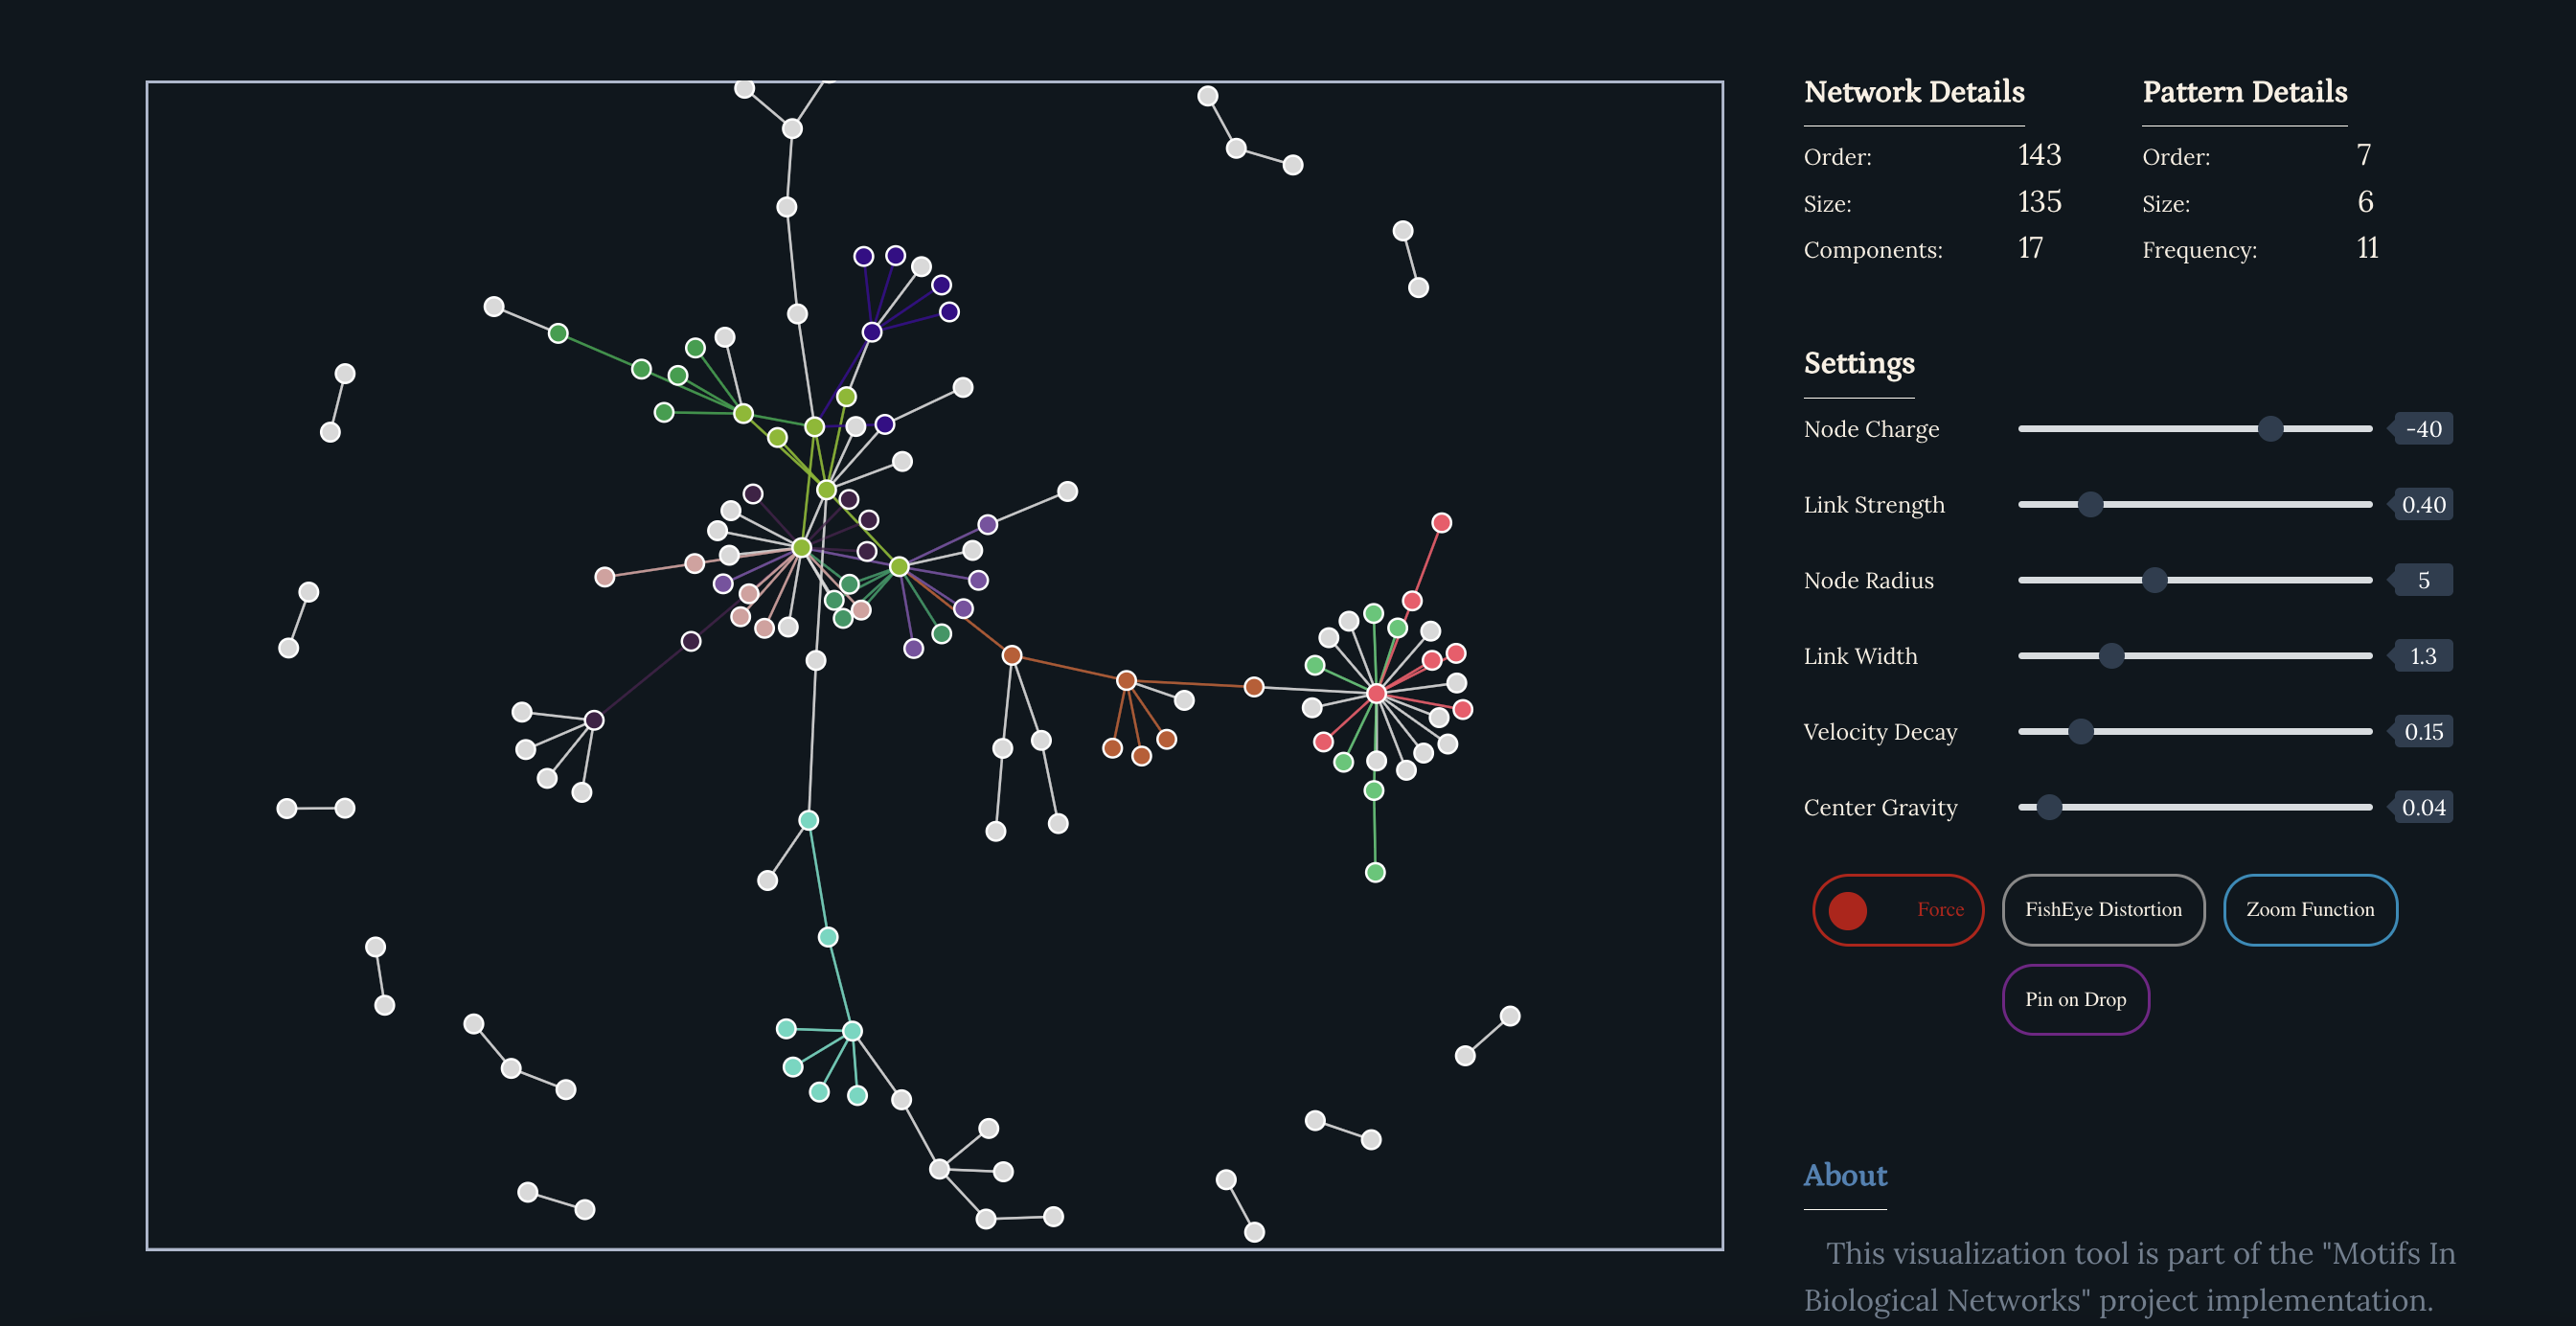 Network Details
Order: 143
Size: 135
Components: 17
Pattern Details
Order: 7
Size: 6
Frequency: 11
Settings
Node Charge -40
Link Strength 0.40
Node Radius 5
Link Width 1.3
Velocity Decay 0.15
Center Gravity 0.04
Force FishEye Distortion Zoom Function
Pin on Drop
About
This visualization tool is part of the "Motifs In
Biological Networks" project implementation.